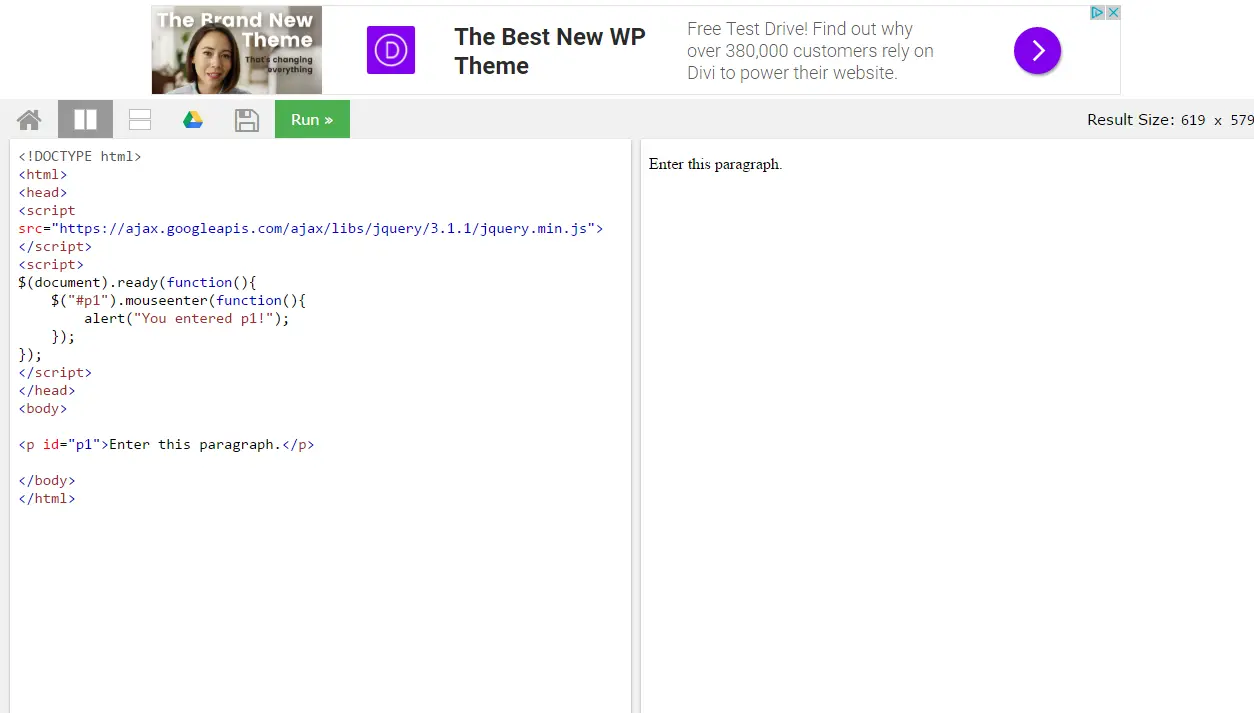 The Brand New
Theme
That's changing
everything
D
The Best New WP
Theme
Free Test Drive! Find out why
over 380,000 customers rely on
Divi to power their website.
Run »
Result Size: 619 x 579
<!DOCTYPE html>
<html>
<head>
<script
src="https://ajax.googleapis.com/ajax/libs/jquery/3.1.1/jquery.min.js">
</script>
<script>
$(document).ready(function(){
    $("#p1").mouseenter(function(){
        alert("You entered p1!");
    });
});
</script>
</head>
<body>

<p id="p1">Enter this paragraph.</p>

</body>
</html>
Enter this paragraph.